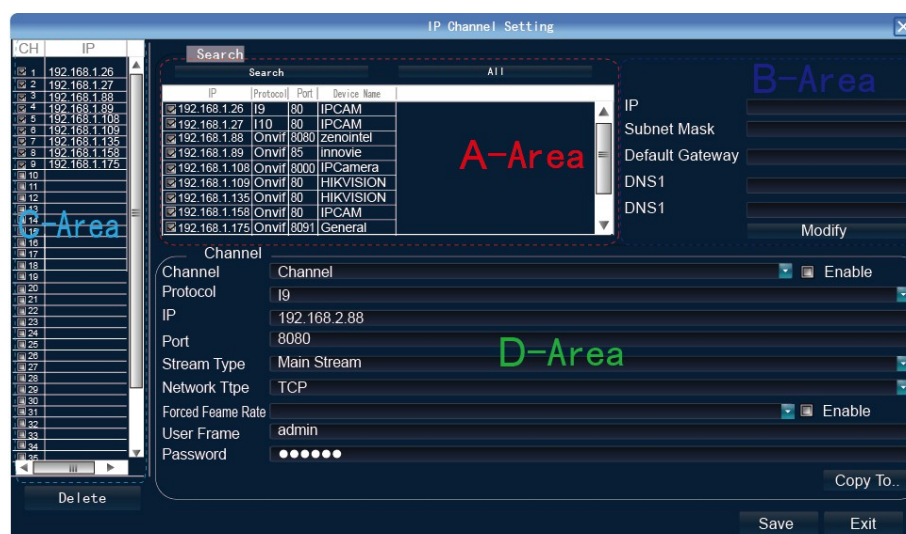 IP Channel Setting
CH IP
1 192.168.1.26
2 192.168.1.27
3 192.168.1.88
4 192.168.1.89
5 192.168.1.108
6 192.168.1.109
7 192.168.1.135
8 192.168.1.158
9 192.168.1.175
10
11
12
13
14
15
16
17
18
19
20
21
22
23
24
25
26
27
28
29
30
31
32
33
34
35
C-Area
Delete
Search
Search All
IP Protocol Port Device Name
192.168.1.26 I9 80 IPCAM
192.168.1.27 I10 80 IPCAM
192.168.1.88 Onvif 8080 zenointel
192.168.1.89 Onvif 85 innovie
192.168.1.108 Onvif 8000 IPCamera
192.168.1.109 Onvif 80 HIKVISION
192.168.1.135 Onvif 80 HIKVISION
192.168.1.158 Onvif 80 IPCAM
192.168.1.175 Onvif 8091 General
A-Area
B-Area
IP
Subnet Mask
Default Gateway
DNS1
DNS1
Modify
Channel
Channel Channel Enable
Protocol I9
IP 192.168.2.88
Port 8080
Stream Type Main Stream
Network Ttpe TCP
Forced Feame Rate Enable
User Frame admin
Password ●●●●●●
D-Area
Copy To..
Save Exit